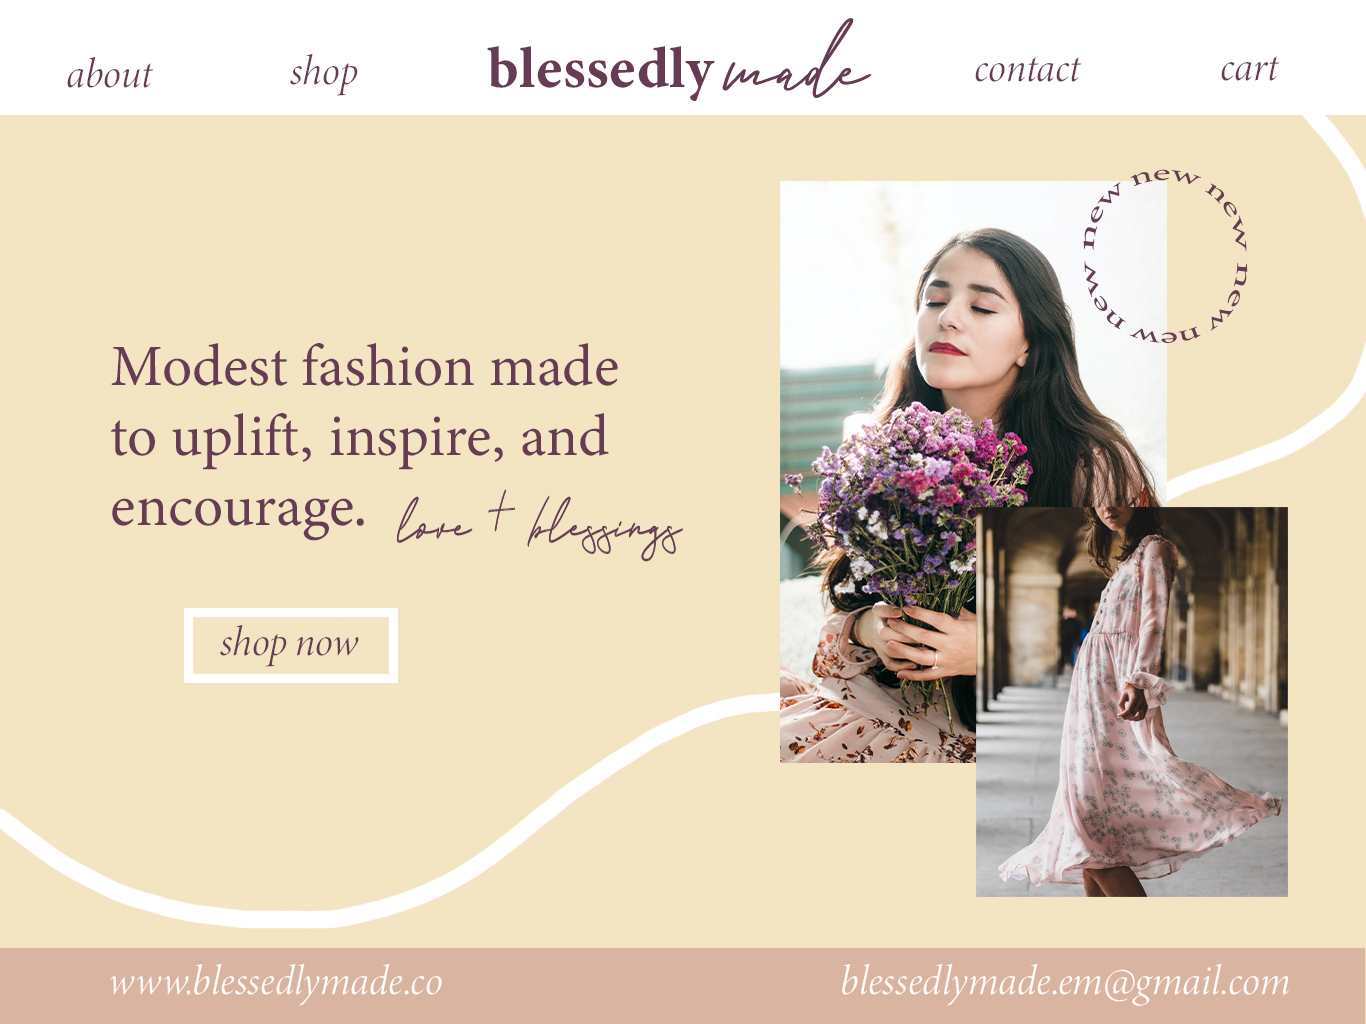 about
shop
blessedly made
contact
cart
new new new new new new new
Modest fashion made
to uplift, inspire, and
encourage. love + blessings
shop now
www.blessedlymade.co
blessedlymade.em@gmail.com